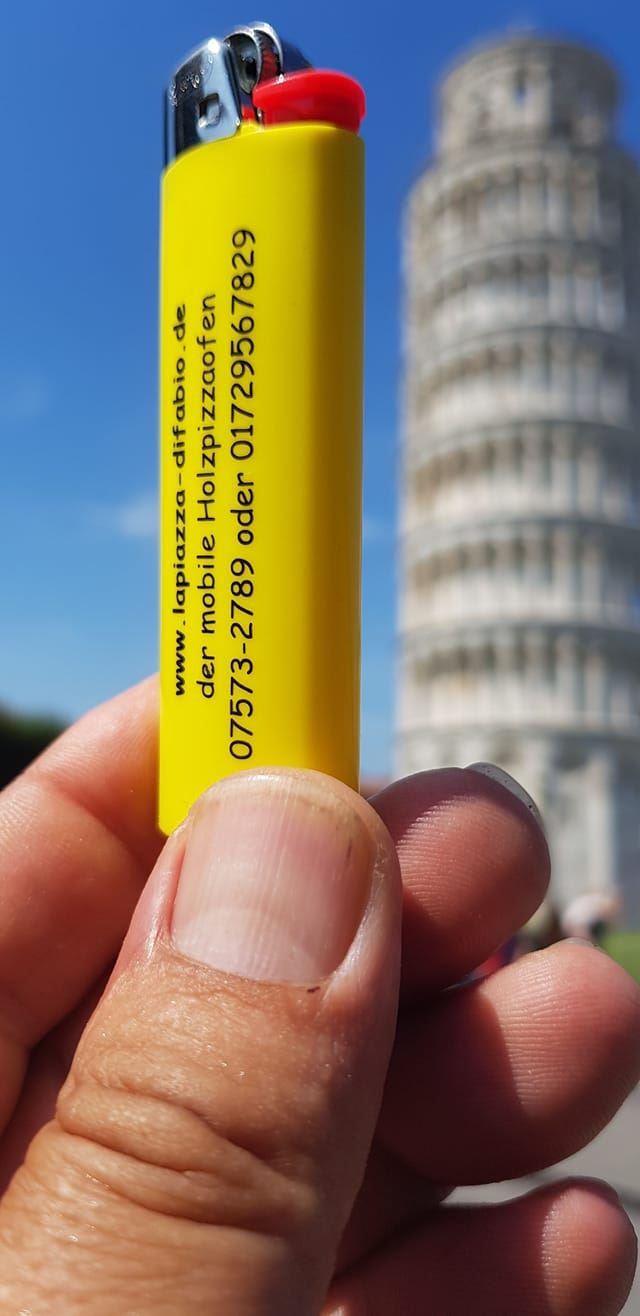 www.lapiazza-difabio.de
der mobile Holzpizzaofen
07573-2789 oder 01729567829